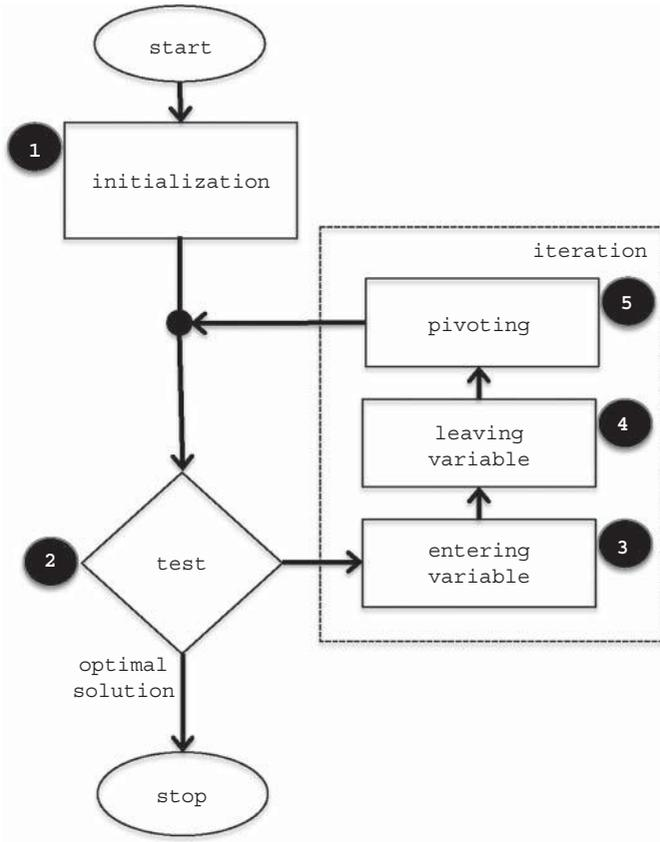 start
1
initialization
iteration
5
pivoting
4
leaving
variable
3
entering
variable
2
test
optimal
solution
stop